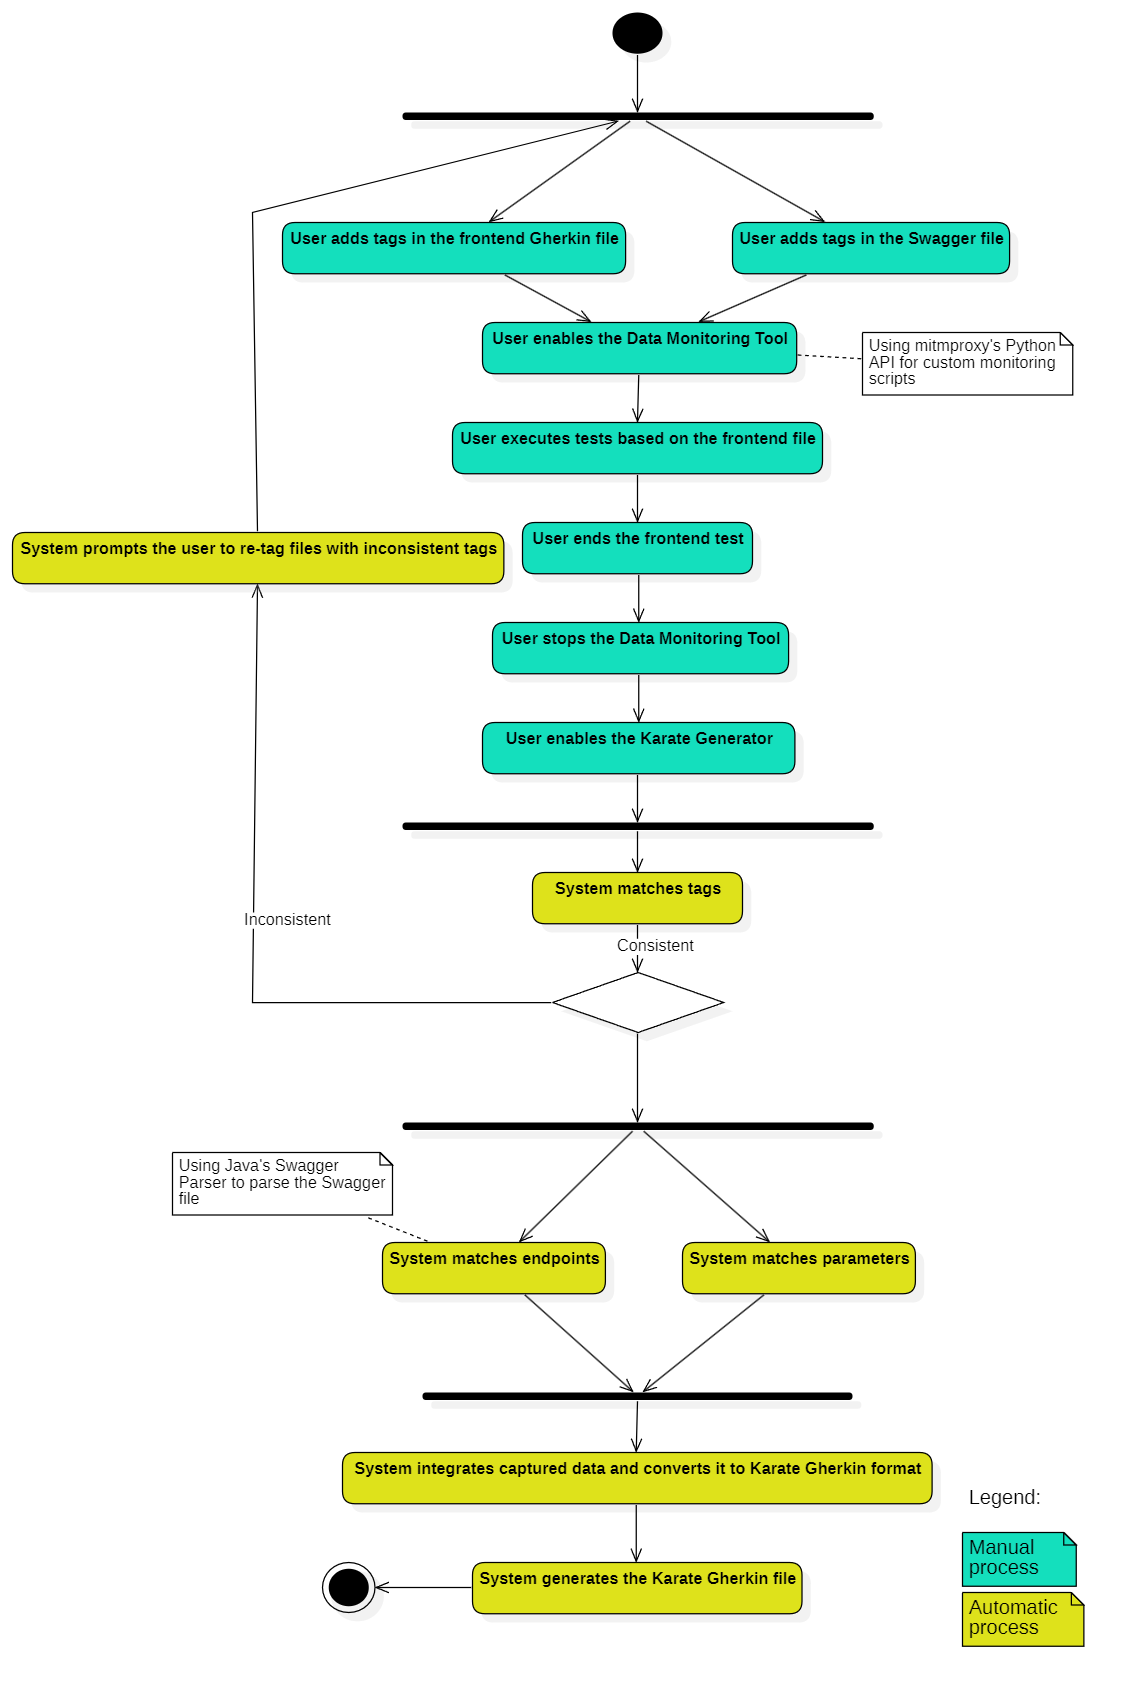 User adds tags in the frontend Gherkin file
User adds tags in the Swagger file
User enables the Data Monitoring Tool
Using mitmproxy's Python
API for custom monitoring
scripts
User executes tests based on the frontend file
System prompts the user to re-tag files with inconsistent tags
User ends the frontend test
User stops the Data Monitoring Tool
User enables the Karate Generator
System matches tags
Inconsistent
Consistent
Using Java's Swagger
Parser to parse the Swagger
file
System matches endpoints
System matches parameters
System integrates captured data and converts it to Karate Gherkin format
System generates the Karate Gherkin file
Legend:
Manual
process
Automatic
process